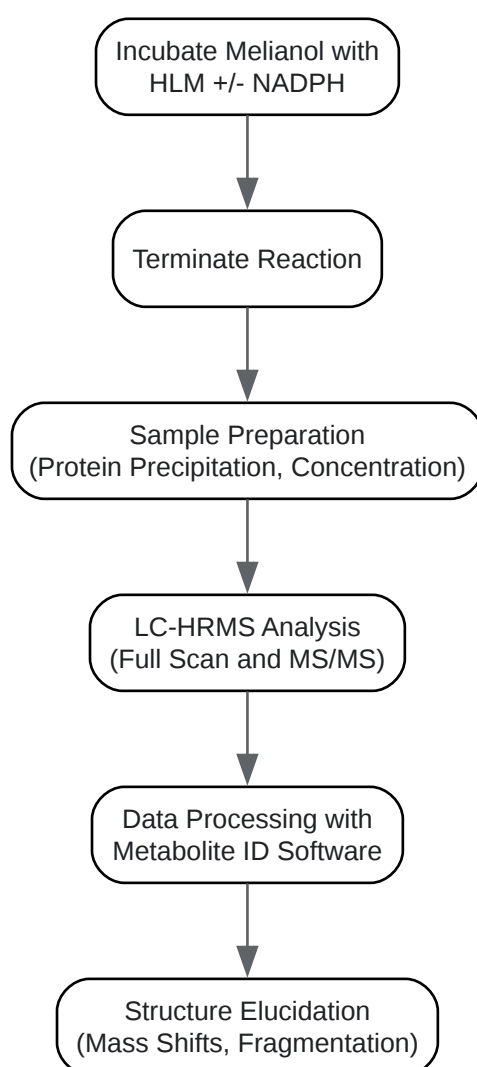 Incubate Melianol with
HLM +/- NADPH
Terminate Reaction
Sample Preparation
(Protein Precipitation, Concentration)
LC-HRMS Analysis
(Full Scan and MS/MS)
Data Processing with
Metabolite ID Software
Structure Elucidation
(Mass Shifts, Fragmentation)